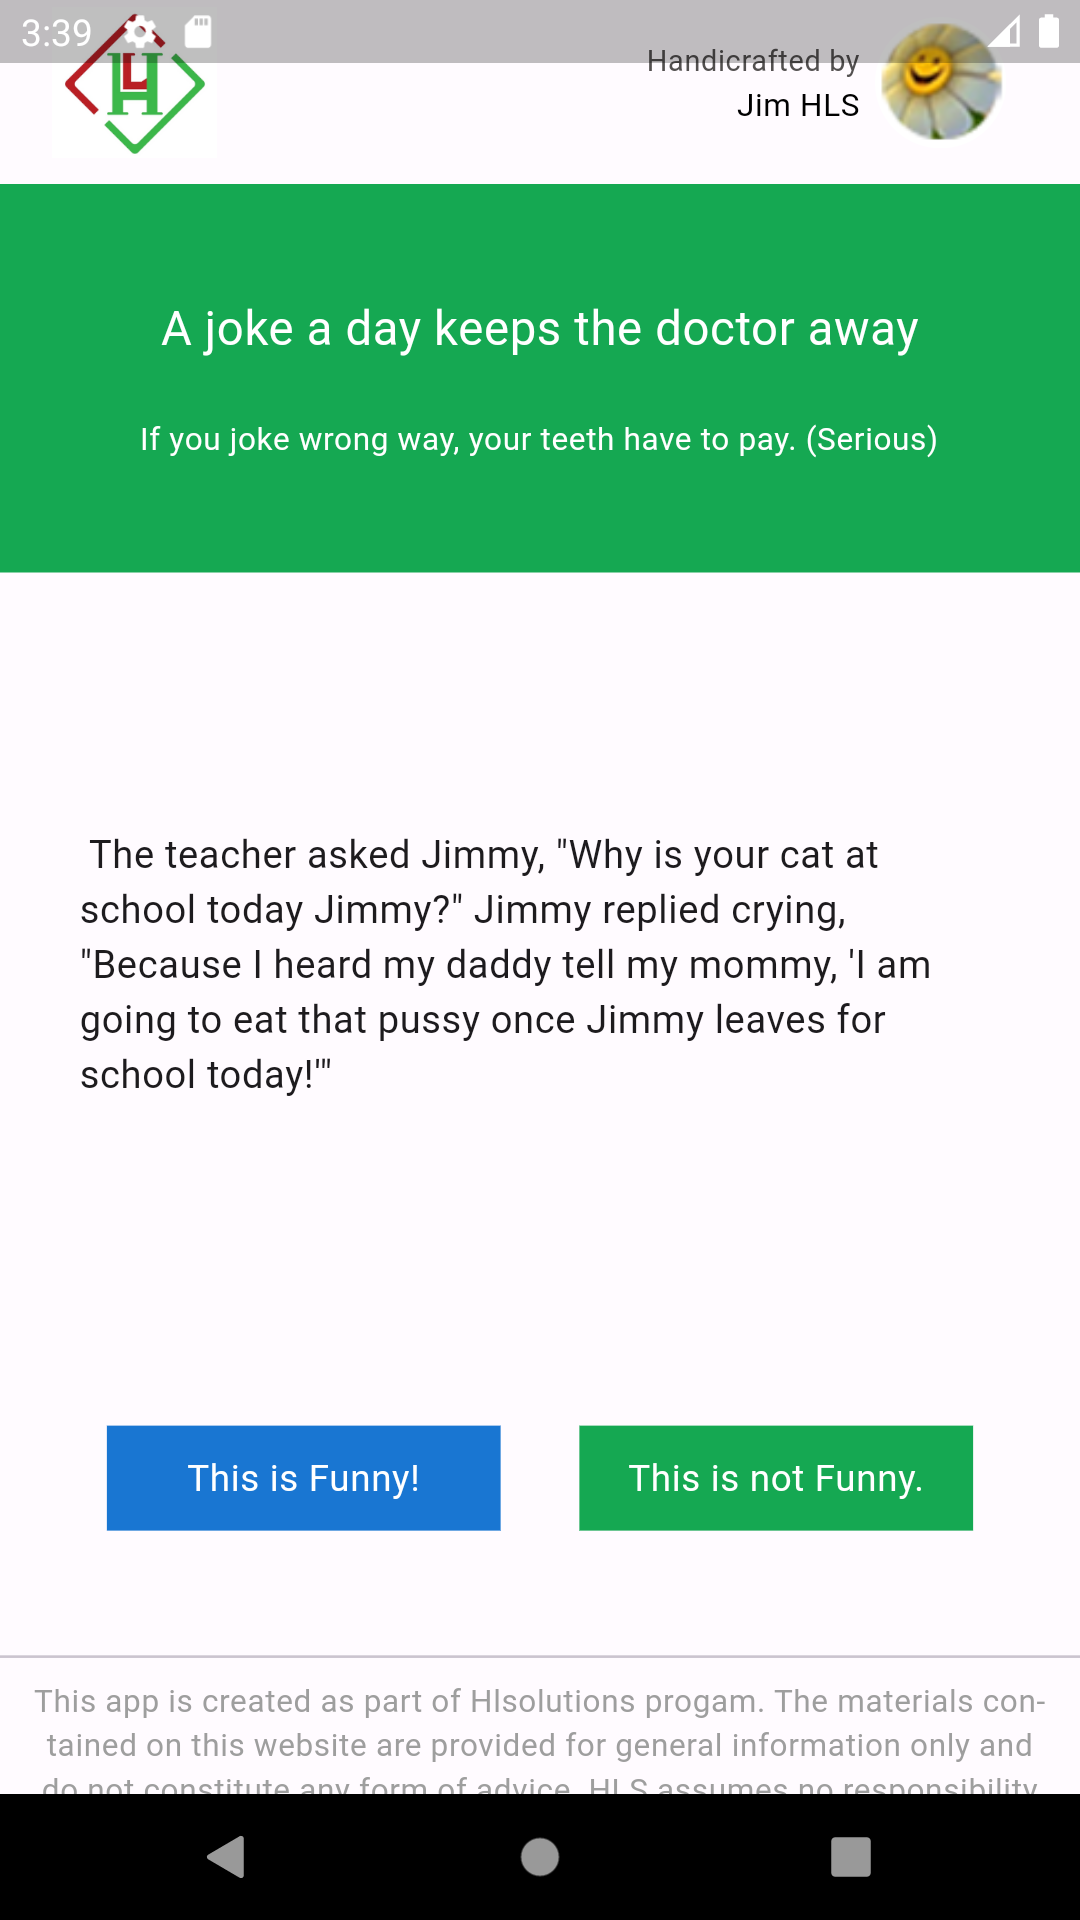 3:39
LH
Handicrafted by
Jim HLS
A joke a day keeps the doctor away
If you joke wrong way, your teeth have to pay. (Serious)
The teacher asked Jimmy, "Why is your cat at
school today Jimmy?" Jimmy replied crying,
"Because I heard my daddy tell my mommy, 'I am
going to eat that pussy once Jimmy leaves for
school today!'"
This is Funny!
This is not Funny.
This app is created as part of Hlsolutions progam. The materials con-
tained on this website are provided for general information only and
do not constitute any form of advice. HLS assumes no responsibility